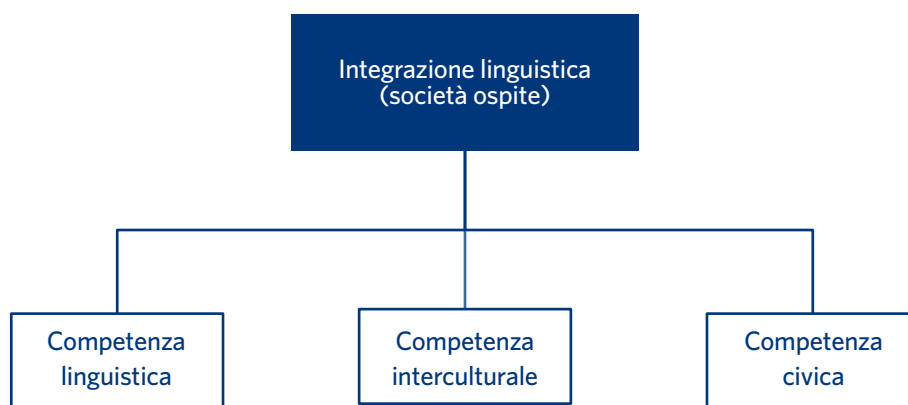 Integrazione linguistica
(società ospite)
Competenza
linguistica
Competenza
interculturale
Competenza
civica